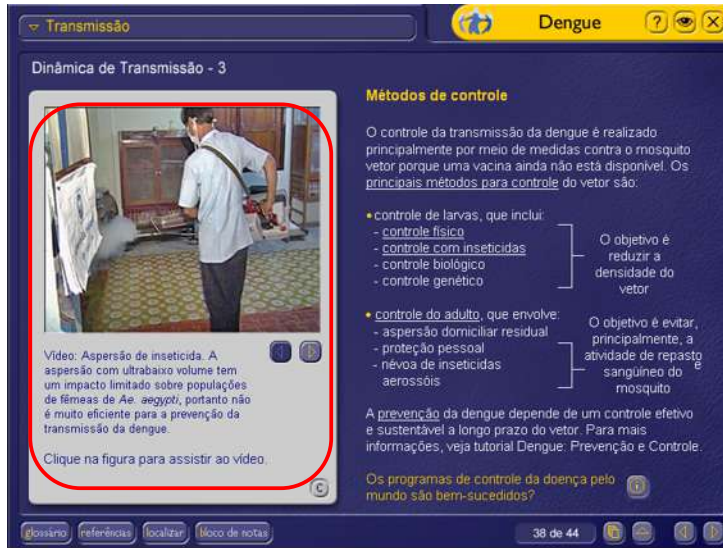 Transmissão
Dengue
?
X
Dinâmica de Transmissão - 3
Vídeo: Aspersão de inseticida. A
aspersão com ultrabaixo volume tem
um impacto limitado sobre populações
de fêmeas de Ae. aegypti, portanto não
é muito eficiente para a prevenção da
transmissão da dengue.
Clique na figura para assistir ao vídeo.
C
Métodos de controle
O controle da transmissão da dengue é realizado
principalmente por meio de medidas contra o mosquito
vetor porque uma vacina ainda não está disponível. Os
principais métodos para controle do vetor são:
• controle de larvas, que inclui:
- controle físico
- controle com inseticidas
- controle biológico
- controle genético
O objetivo é
reduzir a
densidade do
vetor
• controle do adulto, que envolve:
- aspersão domiciliar residual
- proteção pessoal
- névoa de inseticidas
aerossóis
e
O objetivo é evitar,
principalmente, a
atividade de repasto
sangüíneo do
mosquito
A prevenção da dengue depende de um controle efetivo
e sustentável a longo prazo do vetor. Para mais
informações, veja tutorial Dengue: Prevenção e Controle.
Os programas de controle da doença pelo
mundo são bem-sucedidos?
i
glossário
referências
localizar
bloco de notas
38 de 44